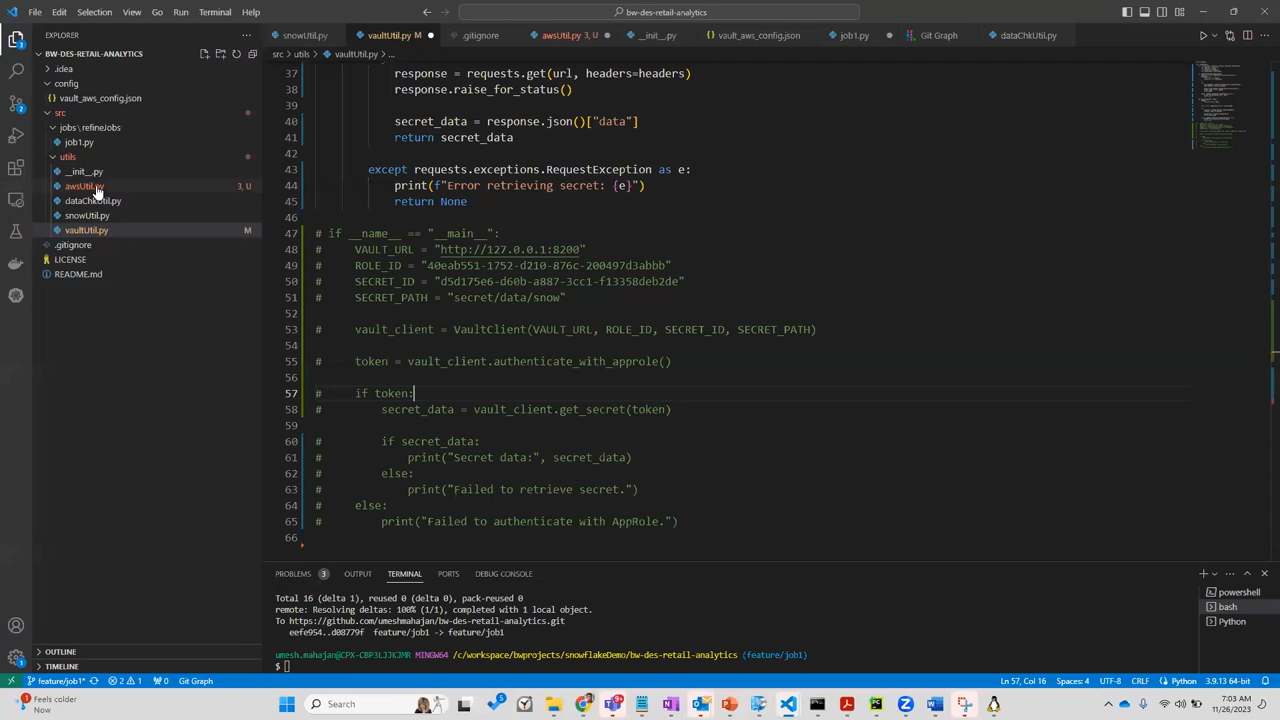 File Edit Selection View Go Run Terminal Help
bw-des-retail-analytics
EXPLORER
BW-DES-RETAIL-ANALYTICS
.idea
config
vault_aws_config.json
src
jobs \ refineJobs
job1.py
utils
__init__.py
awsUtil.py 3, U
dataChkUtil.py
snowUtil.py
vaultUtil.py M
.gitignore
LICENSE
README.md
OUTLINE
TIMELINE
snowUtil.py vaultUtil.py M .gitignore awsUtil.py 3, U __init__.py vault_aws_config.json job1.py Git Graph dataChkUtil.py
src > utils > vaultUtil.py > ...
37 response = requests.get(url, headers=headers)
38 response.raise_for_status()
39
40 secret_data = response.json()["data"]
41 return secret_data
42
43 except requests.exceptions.RequestException as e:
44 print(f"Error retrieving secret: {e}")
45 return None
46
47 # if __name__ == "__main__":
48 # VAULT_URL = "http://127.0.0.1:8200"
49 # ROLE_ID = "40eab551-1752-d210-876c-200497d3abbb"
50 # SECRET_ID = "d5d175e6-d60b-a887-3cc1-f13358deb2de"
51 # SECRET_PATH = "secret/data/snow"
52
53 # vault_client = VaultClient(VAULT_URL, ROLE_ID, SECRET_ID, SECRET_PATH)
54
55 # token = vault_client.authenticate_with_approle()
56
57 # if token:
58 # secret_data = vault_client.get_secret(token)
59
60 # if secret_data:
61 # print("Secret data:", secret_data)
62 # else:
63 # print("Failed to retrieve secret.")
64 # else:
65 # print("Failed to authenticate with AppRole.")
66
PROBLEMS 3 OUTPUT TERMINAL PORTS DEBUG CONSOLE
Total 16 (delta 1), reused 0 (delta 0), pack-reused 0
remote: Resolving deltas: 100% (1/1), completed with 1 local object.
To https://github.com/umeshmahajan/bw-des-retail-analytics.git
eefe954..d08779f feature/job1 -> feature/job1
umesh.mahajan@CPX-CBP3LJJKJMR MINGW64 /c/workspace/bwprojects/snowflakeDemo/bw-des-retail-analytics (feature/job1)
$
powershell
bash
Python
feature/job1* 2 1 0 Git Graph Ln 57, Col 16 Spaces: 4 UTF-8 CRLF Python 3.9.13 64-bit
Feels colder
Now
Search
7:03 AM
11/26/2023